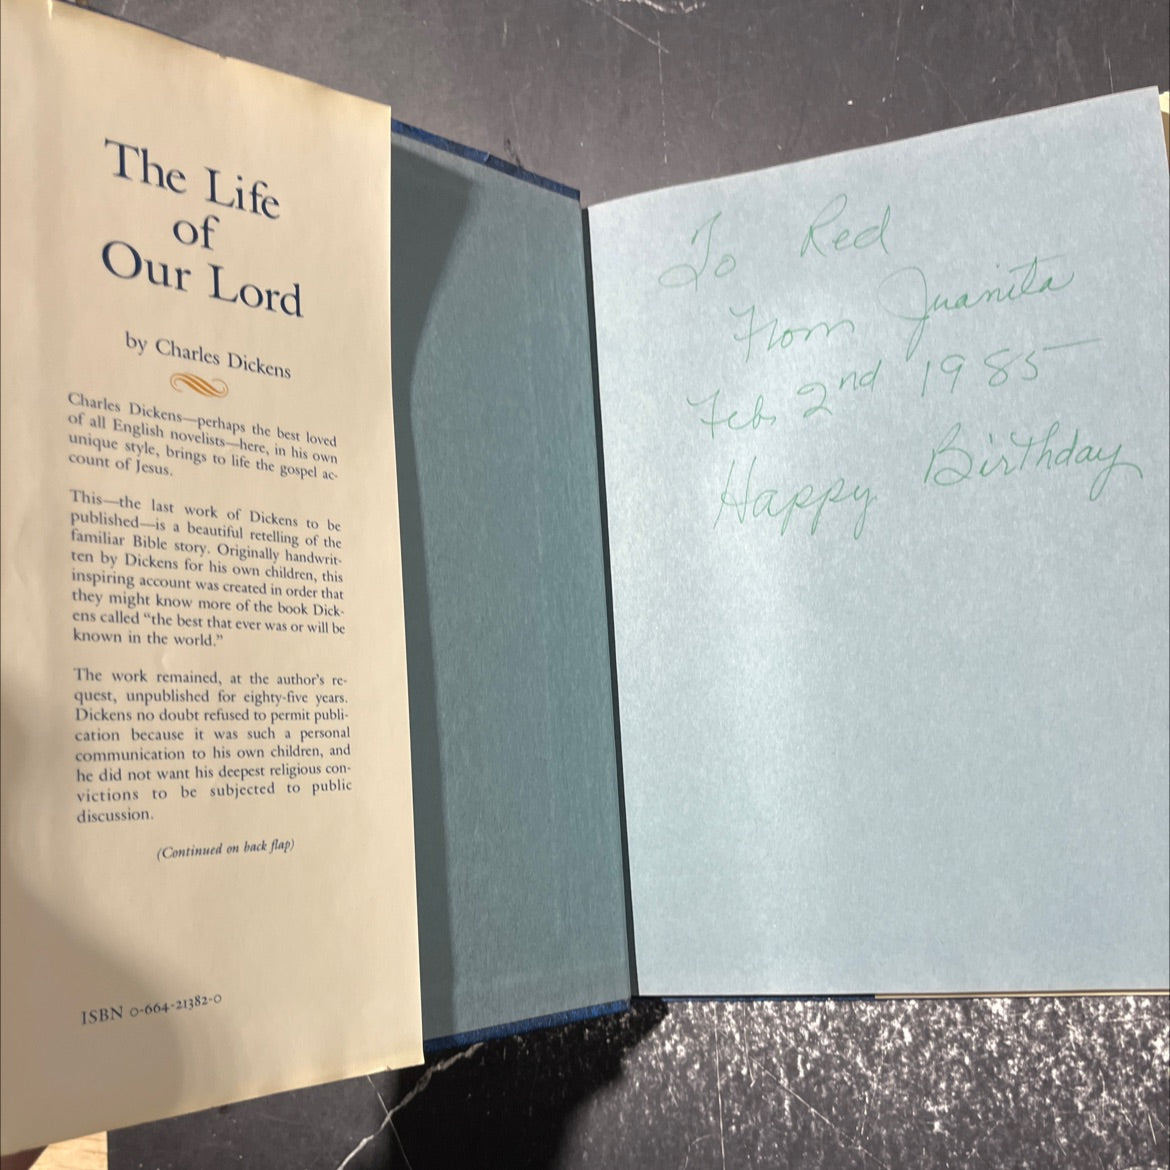 The Life
of
Our Lord
by Charles Dickens
Charles Dickens—perhaps the best loved
of all English novelists—here, in his own
unique style, brings to life the gospel ac-
count of Jesus.
This—the last work of Dickens to be
published—is a beautiful retelling of the
familiar Bible story. Originally handwrit-
ten by Dickens for his own children, this
inspiring account was created in order that
they might know more of the book Dick-
ens called “the best that ever was or will be
known in the world.”
The work remained, at the author's re-
quest, unpublished for eighty-five years.
Dickens no doubt refused to permit publi-
cation because it was such a personal
communication to his own children, and
he did not want his deepest religious con-
victions to be subjected to public
discussion.
(Continued on back flap)
ISBN 0-664-21382-0
To Red
From Juanita
Feb. 2nd 1985
Happy Birthday